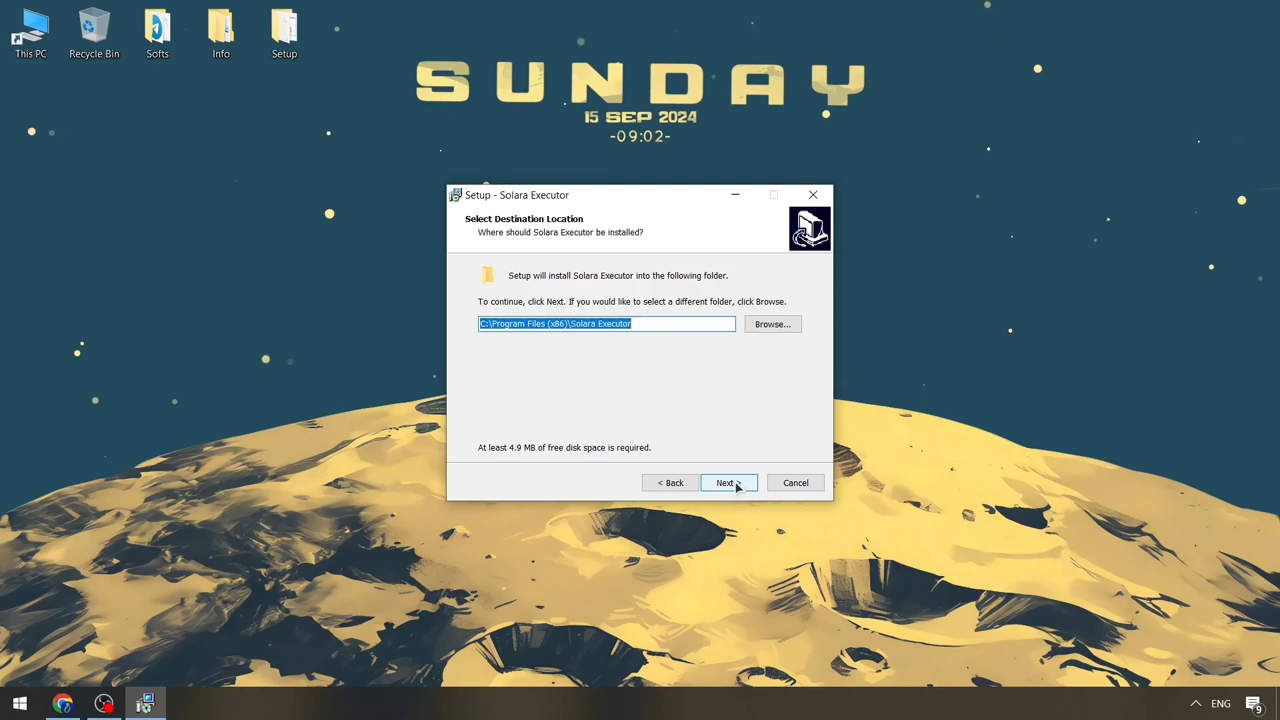 This PC
Recycle Bin
Softs
Info
Setup
SUNDAY
15 SEP 2024
-09:02-
Setup - Solara Executor
Select Destination Location
Where should Solara Executor be installed?
Setup will install Solara Executor into the following folder.
To continue, click Next. If you would like to select a different folder, click Browse.
C:\Program Files (x86)\Solara Executor
Browse...
At least 4.9 MB of free disk space is required.
< Back
Next
Cancel
ENG
9